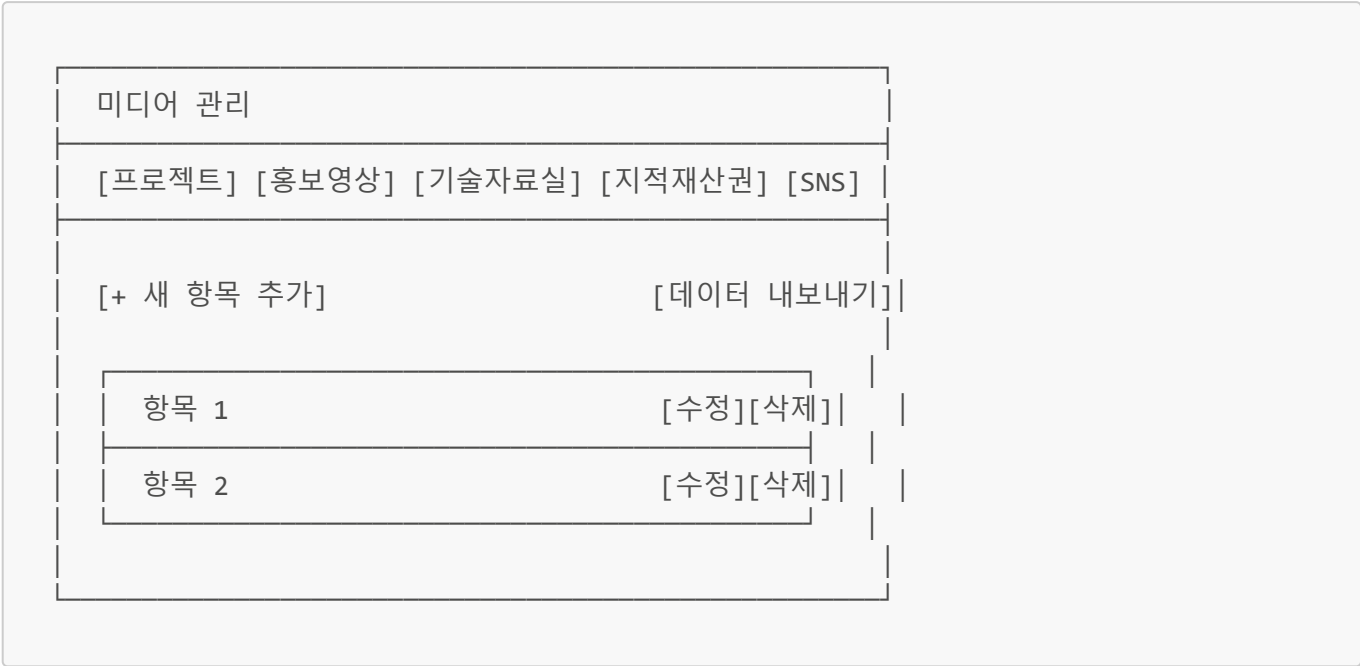 미디어 관리
[프로젝트] [홍보영상] [기술자료실] [지적재산권] [SNS]
[+ 새 항목 추가] [데이터 내보내기]
항목 1 [수정][삭제]
항목 2 [수정][삭제]